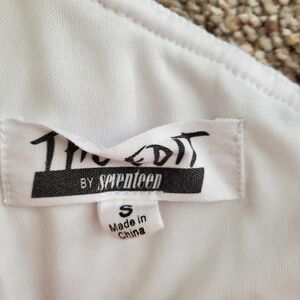 THE EDIT
BY seventeen
S
Made in
China